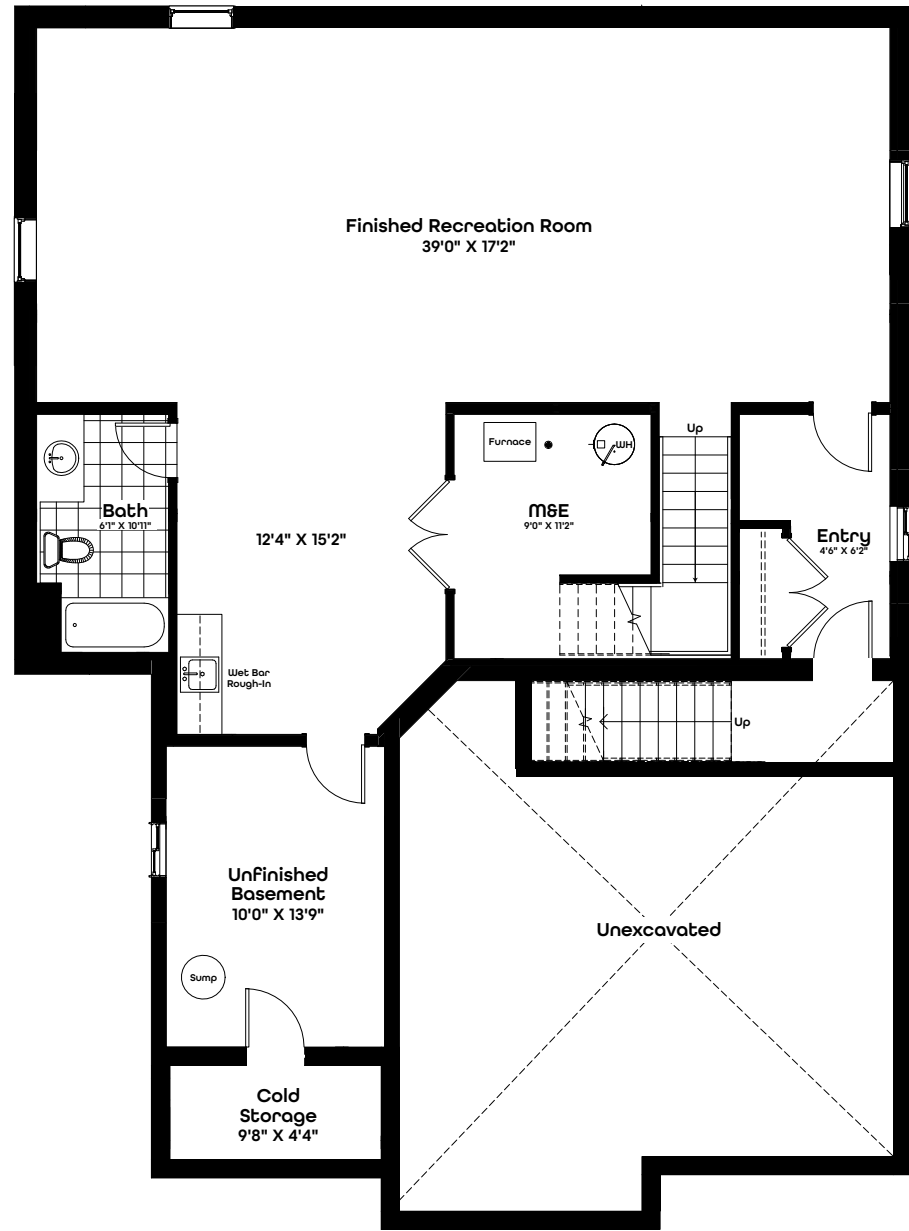 Finished Recreation Room
39'0" X 17'2"
Up
Furnace
WH
Bath
6'1" X 10'11"
M&E
9'0" X 11'2"
12'4" X 15'2"
Entry
4'6" X 6'2"
Wet Bar
Rough-In
Up
Unfinished
Basement
10'0" X 13'9"
Unexcavated
Sump
Cold
Storage
9'8" X 4'4"